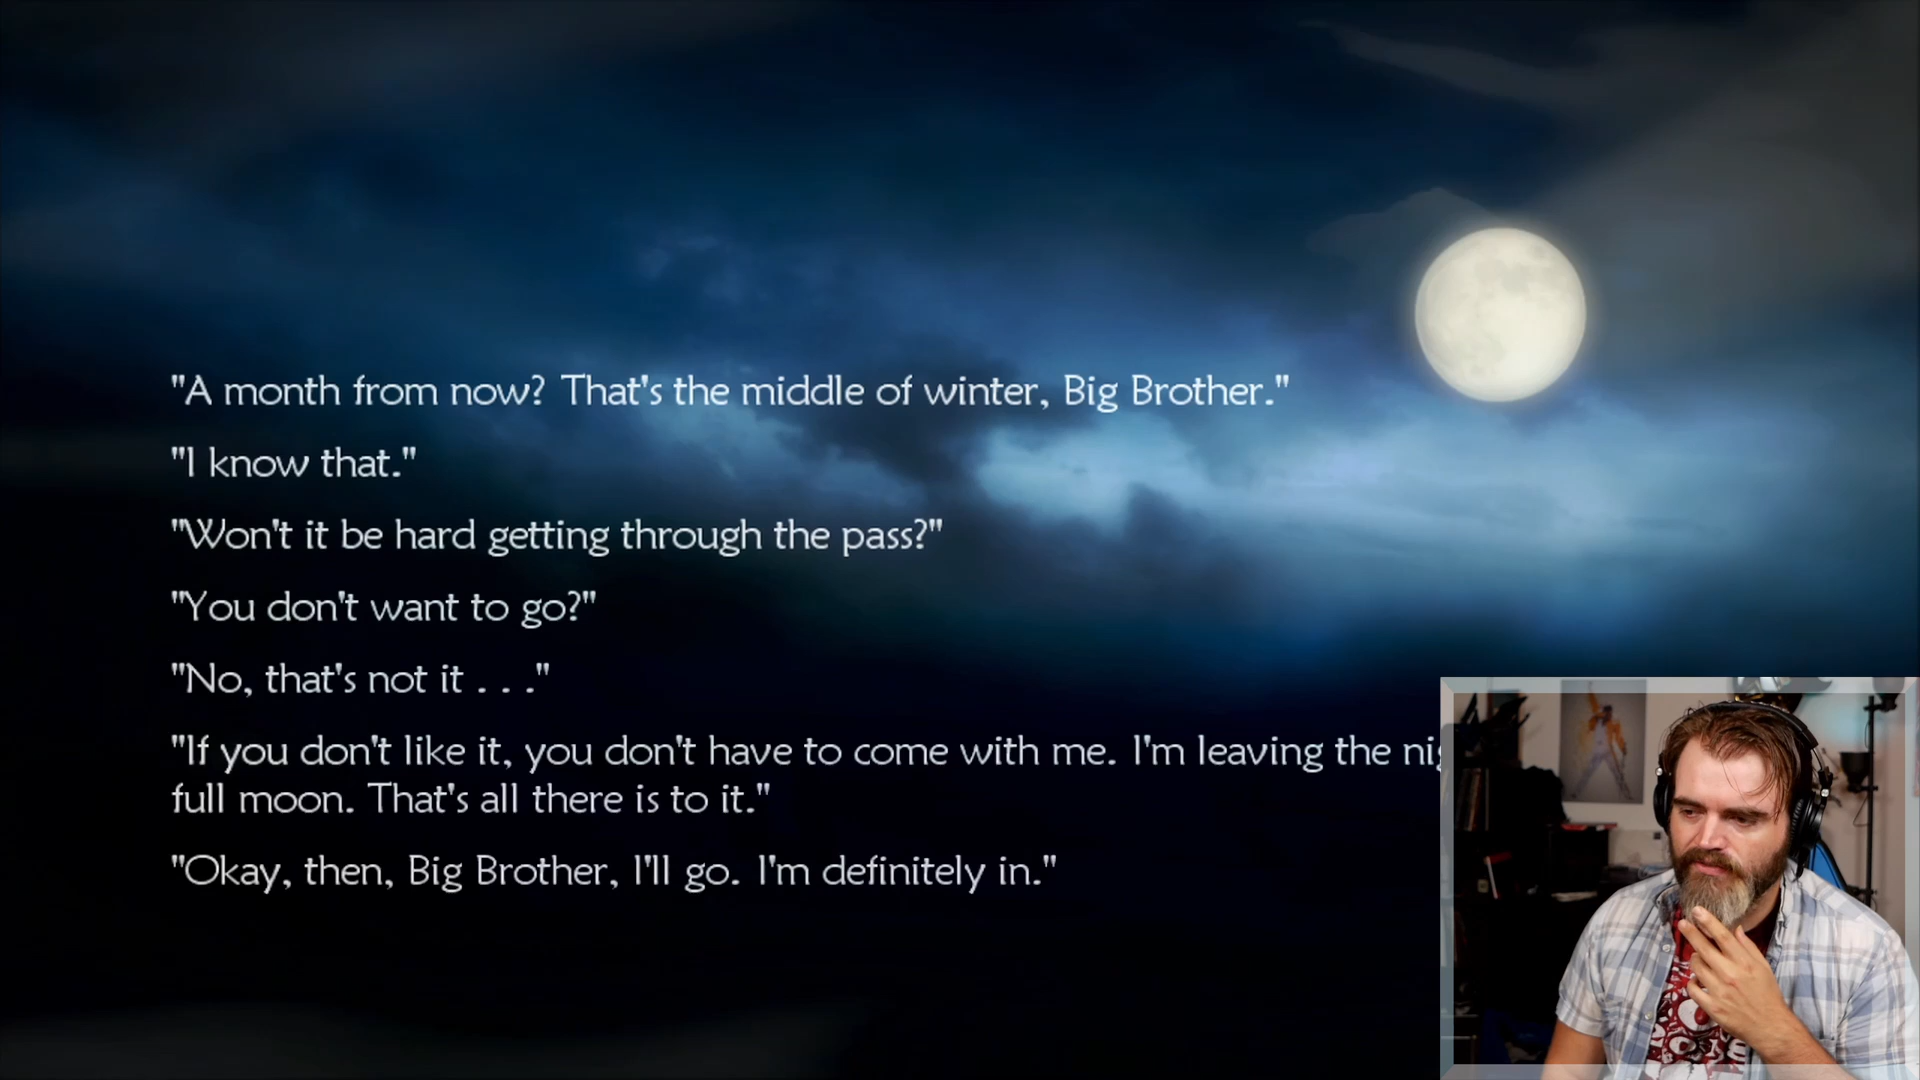 "A month from now? That's the middle of winter, Big Brother."
"I know that."
"Won't it be hard getting through the pass?"
"You don't want to go?"
"No, that's not it . . ."
"If you don't like it, you don't have to come with me. I'm leaving the
full moon. That's all there is to it."
"Okay, then, Big Brother, I'll go. I'm definitely in."